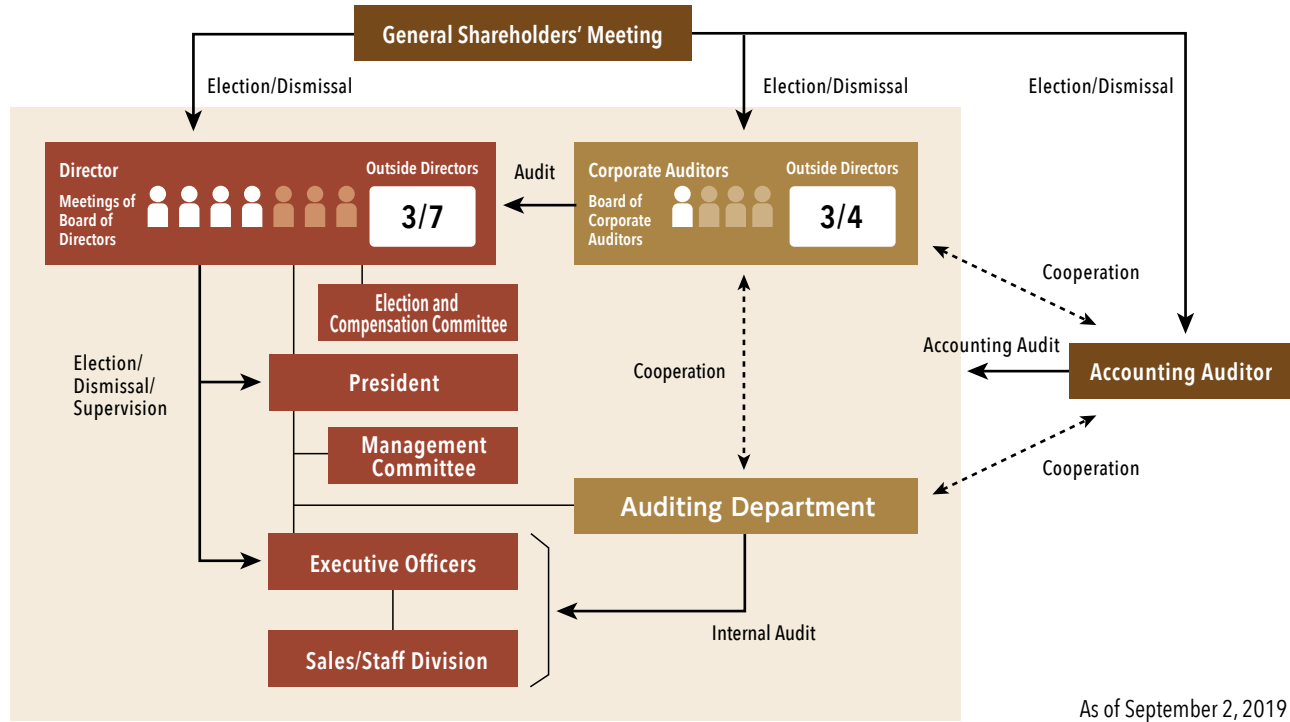 General Shareholders’ Meeting
Election/Dismissal
Election/Dismissal
Election/Dismissal
Director
Meetings of
Board of
Directors
Outside Directors
3/7
Audit
Corporate Auditors
Board of
Corporate
Auditors
Outside Directors
3/4
Cooperation
Election and
Compensation Committee
Accounting Audit
Accounting Auditor
Election/
Dismissal/
Supervision
President
Cooperation
Management
Committee
Cooperation
Auditing Department
Executive Officers
Internal Audit
Sales/Staff Division
As of September 2, 2019